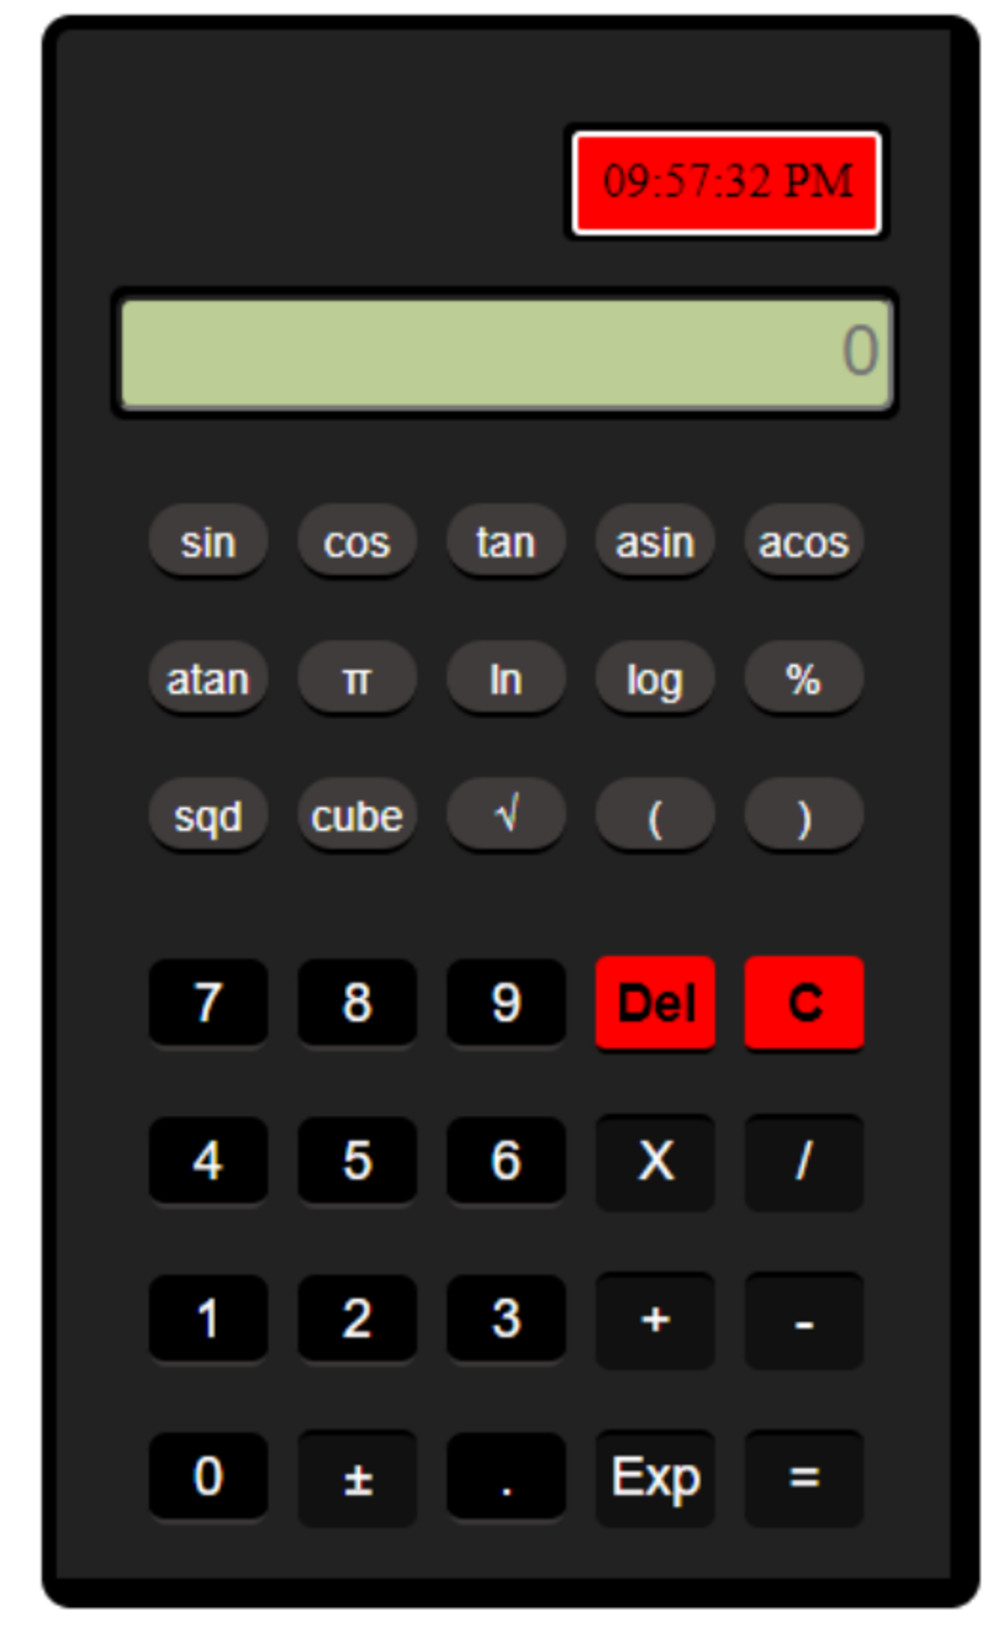 09:57:32 PM
0
sin cos tan asin acos
atan π ln log %
sqd cube √ ( )
7 8 9 Del C
4 5 6 X /
1 2 3 + -
0 ± . Exp =